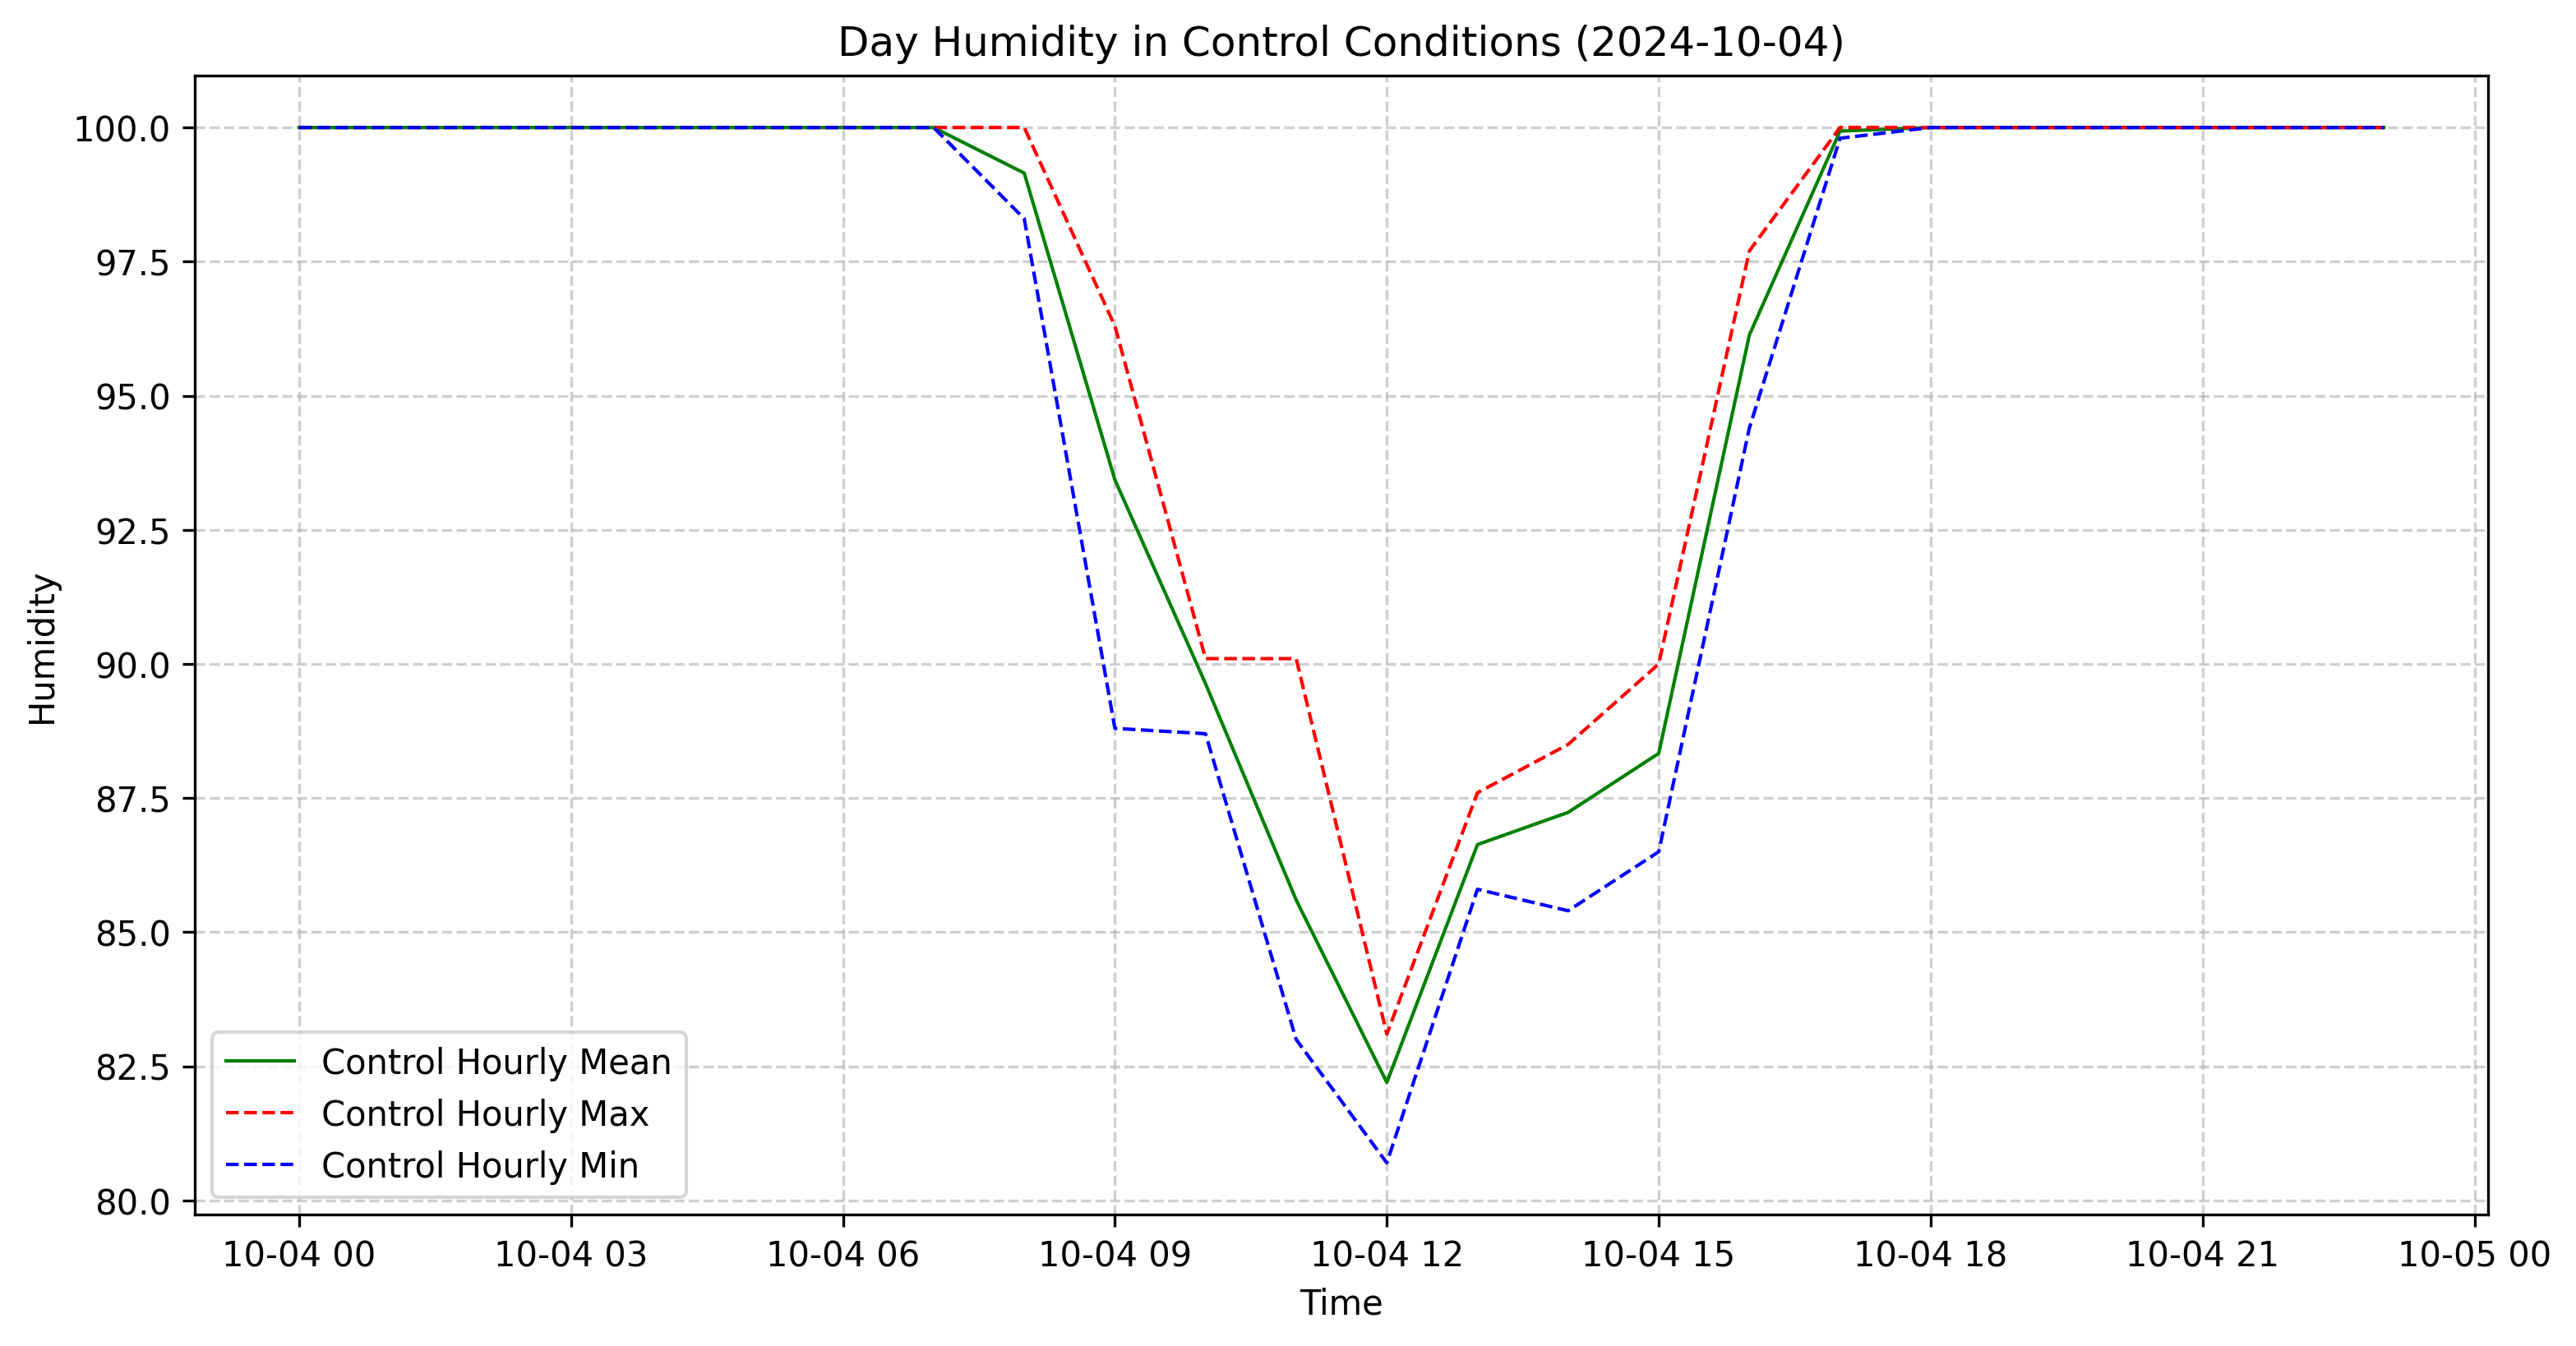 Day Humidity in Control Conditions (2024-10-04)
Humidity
100.0
97.5
95.0
92.5
90.0
87.5
85.0
82.5
80.0
Control Hourly Mean
Control Hourly Max
Control Hourly Min
10-04 00 10-04 03 10-04 06 10-04 09 10-04 12 10-04 15 10-04 18 10-04 21 10-05 00
Time